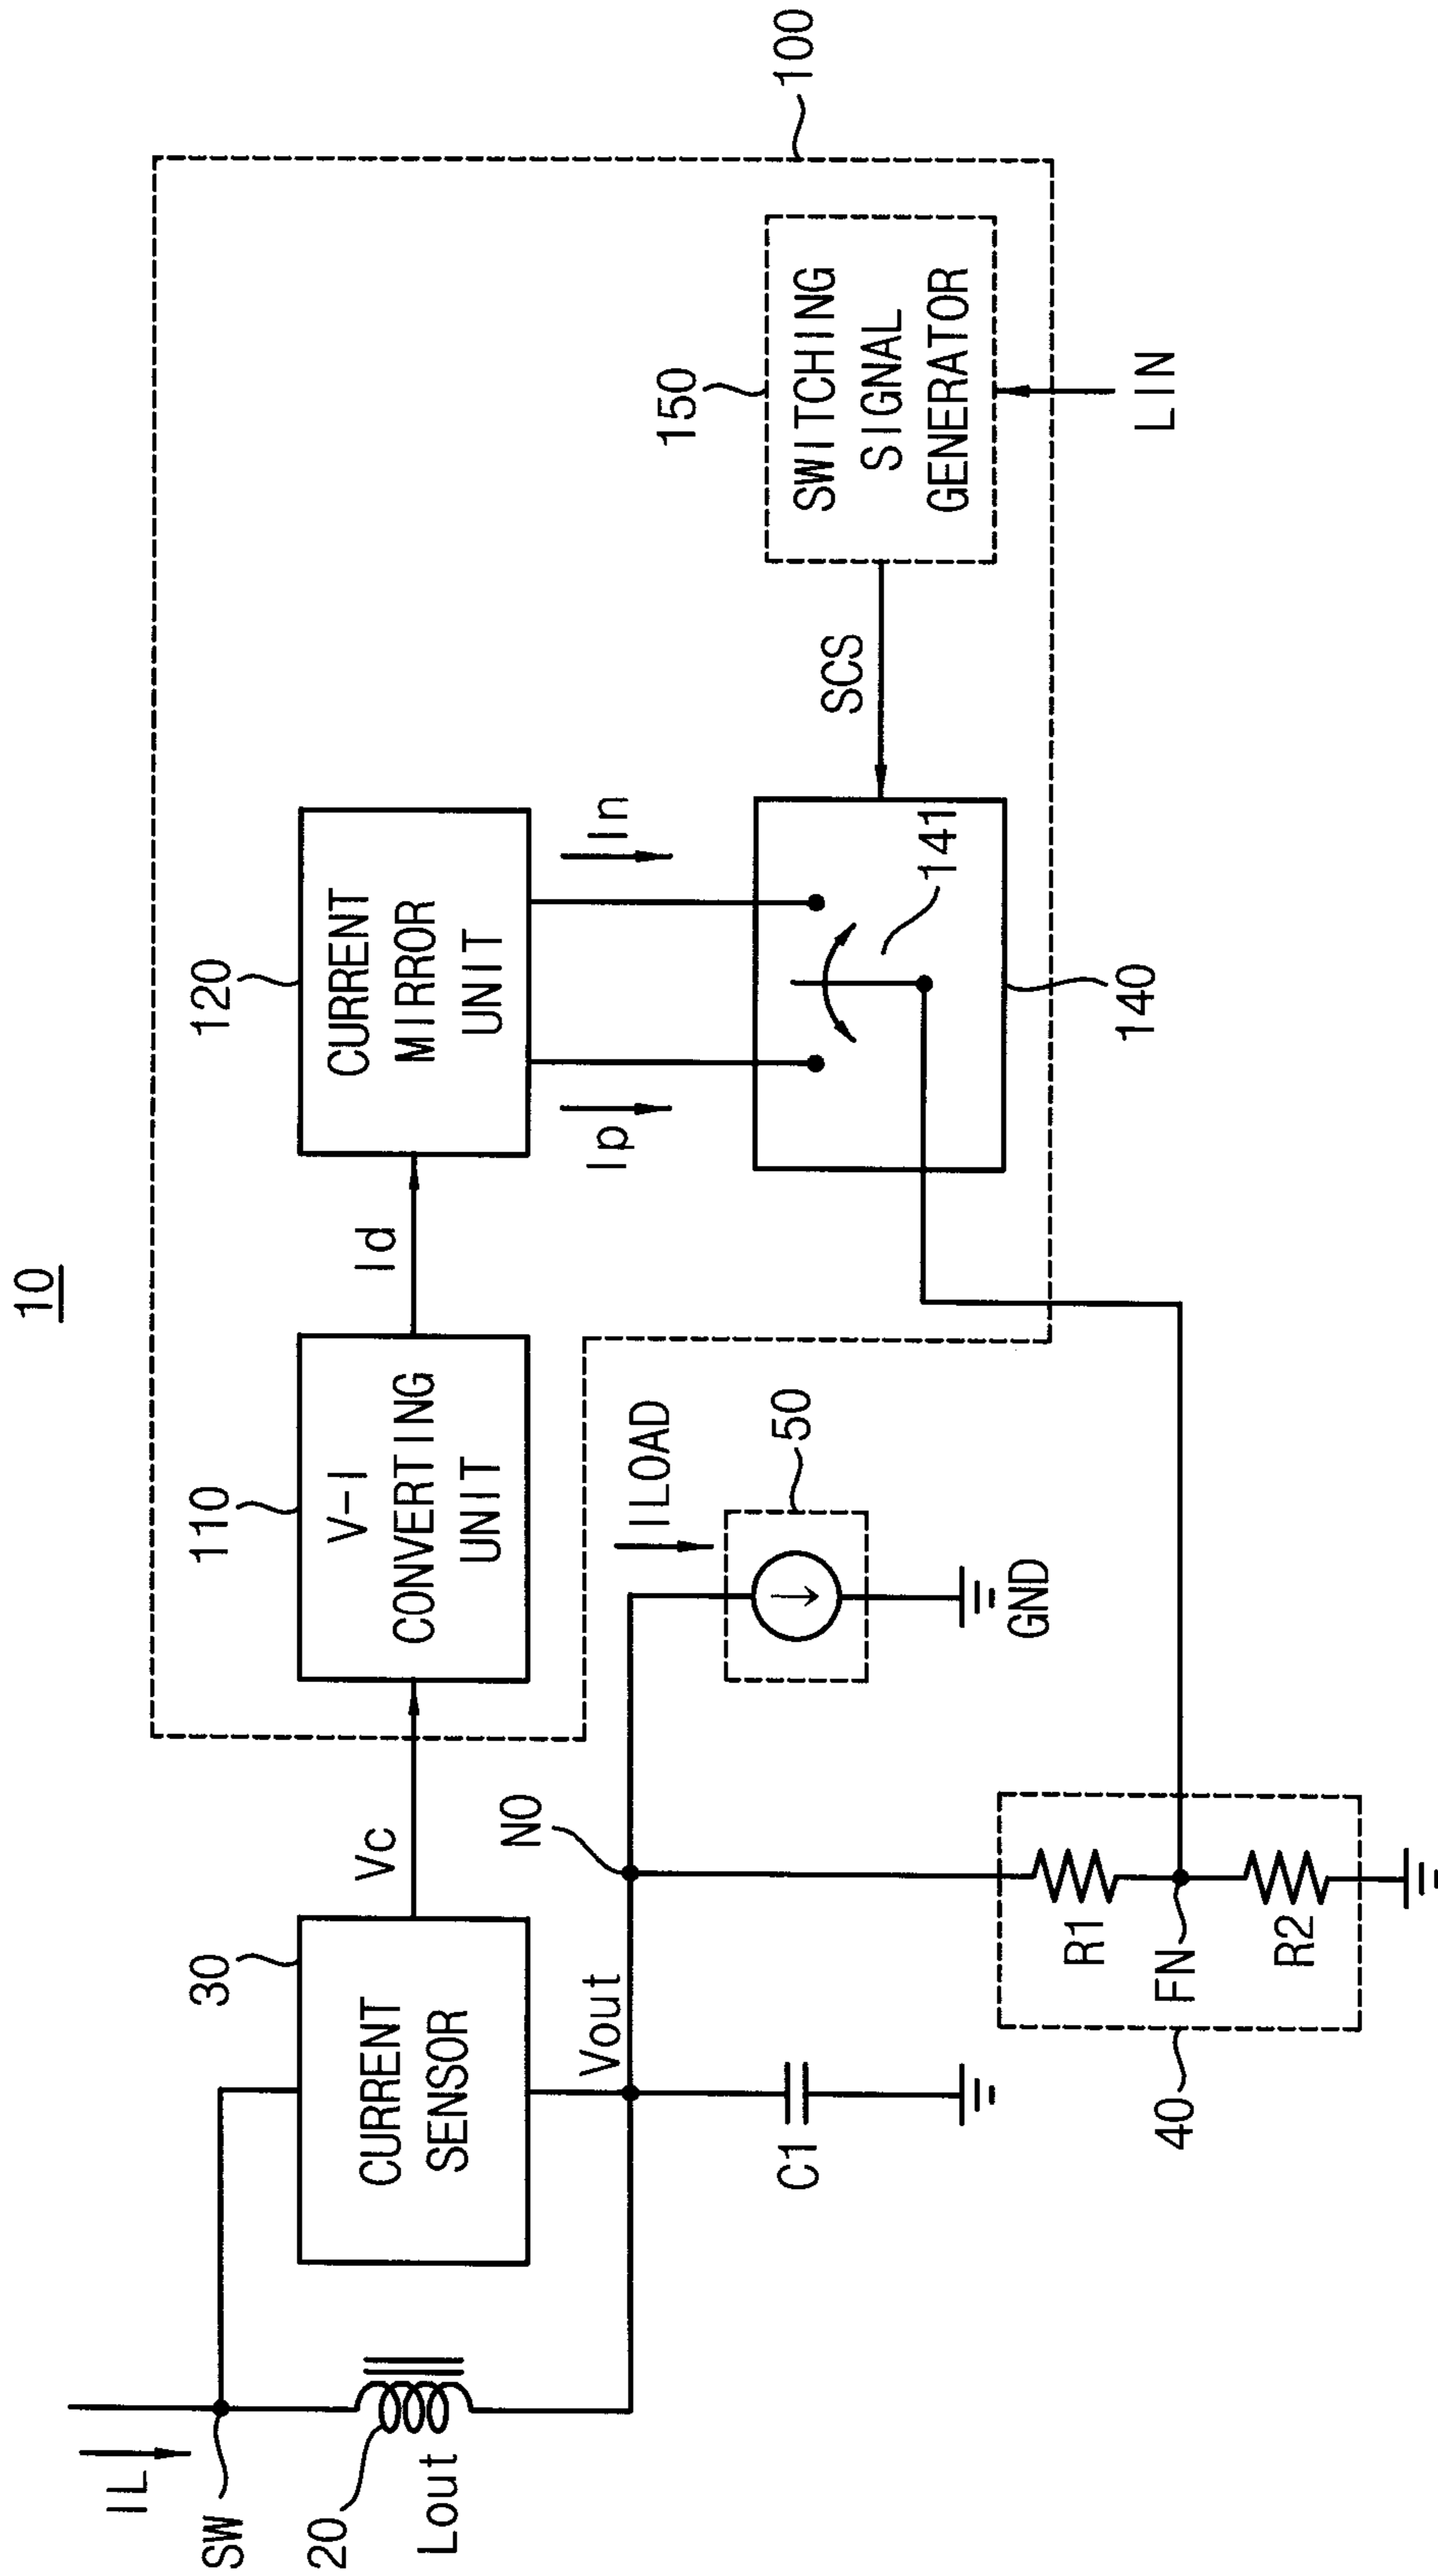 10
100
110
V-I
CONVERTING
UNIT
120
CURRENT
MIRROR
UNIT
30
CURRENT
SENSOR
Vc
Id
IL
SW
20
Lout
Vout
NO
ILOAD
50
GND
Ip
In
150
SWITCHING
SIGNAL
GENERATOR
SCS
141
140
LIN
C1
R1
FN
R2
40